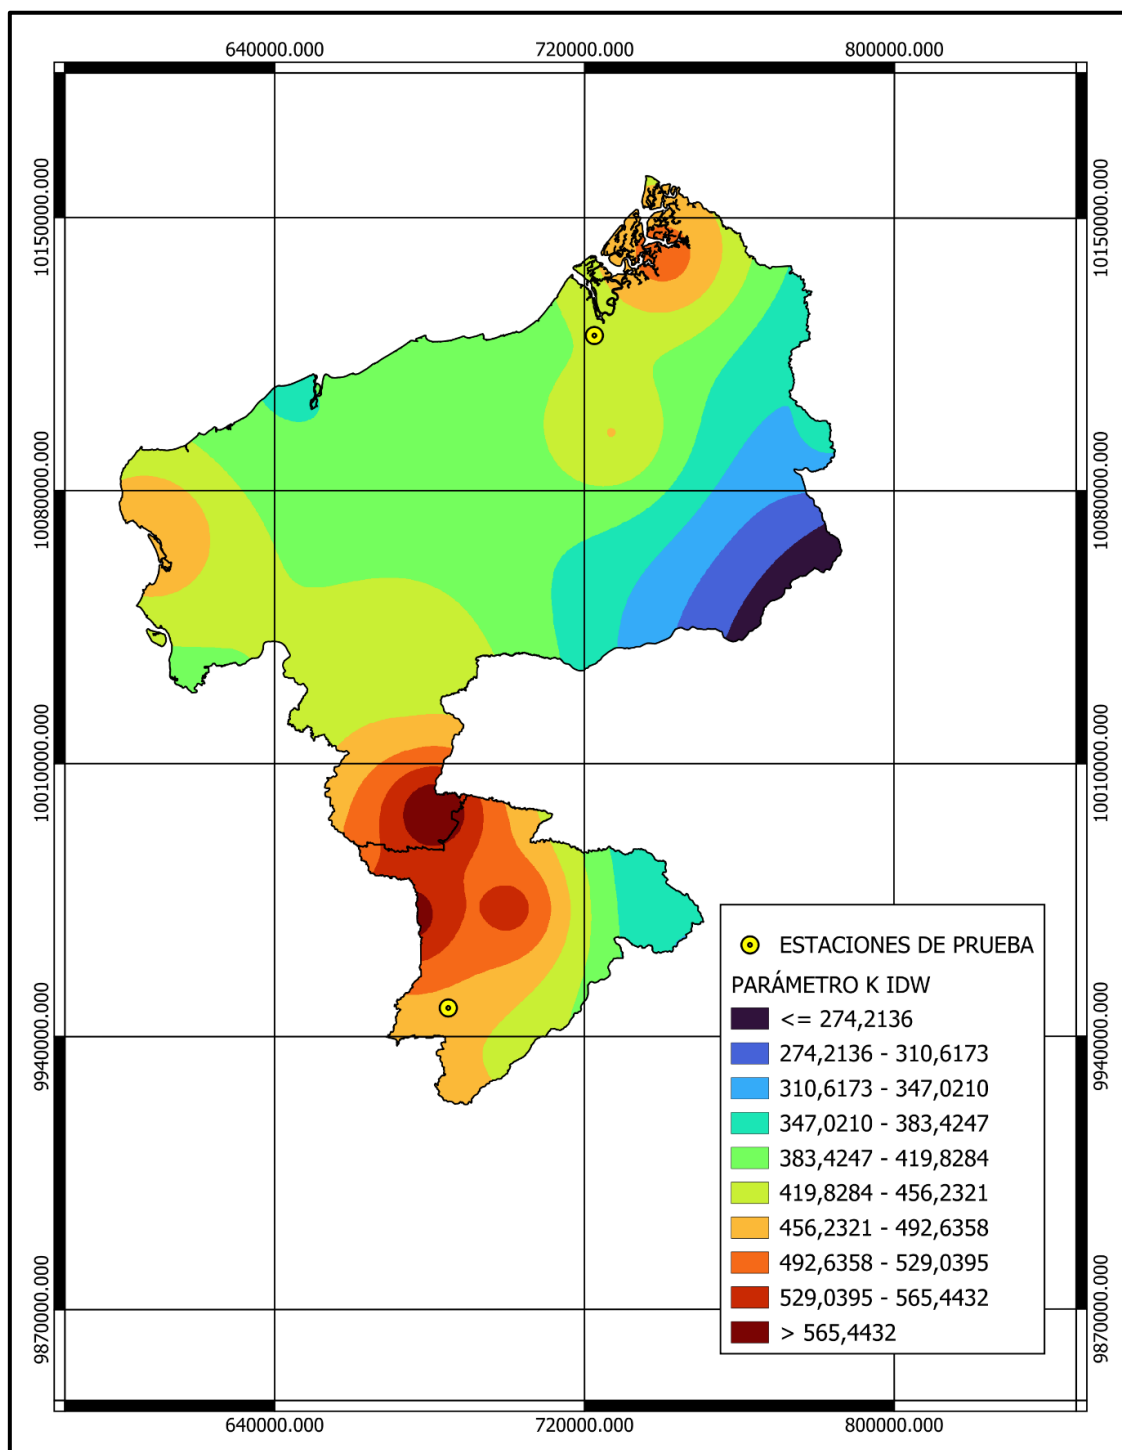 640000.000 720000.000 800000.000
10150000.000 10150000.000
10080000.000 10080000.000
10010000.000 10010000.000
9940000.000 9940000.000
9870000.000 9870000.000
ESTACIONES DE PRUEBA
PARÁMETRO K IDW
<= 274,2136
274,2136 - 310,6173
310,6173 - 347,0210
347,0210 - 383,4247
383,4247 - 419,8284
419,8284 - 456,2321
456,2321 - 492,6358
492,6358 - 529,0395
529,0395 - 565,4432
> 565,4432
640000.000 720000.000 800000.000